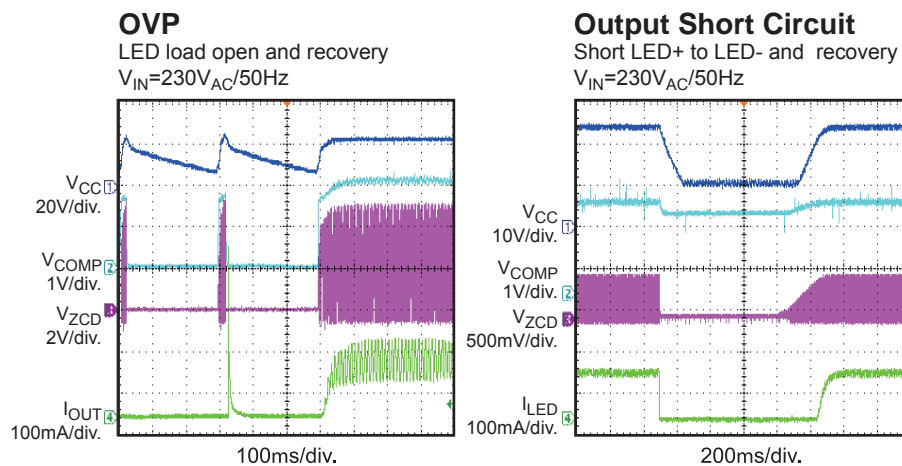 OVP
LED load open and recovery
VIN=230VAC/50Hz
VCC 1
20V/div.
VCOMP 2
1V/div.
VZCD 3
2V/div.
IOUT 4
100mA/div.
100ms/div.
Output Short Circuit
Short LED+ to LED- and recovery
VIN=230VAC/50Hz
VCC 1
10V/div.
VCOMP 2
1V/div.
VZCD 3
500mV/div.
ILED 4
100mA/div.
200ms/div.